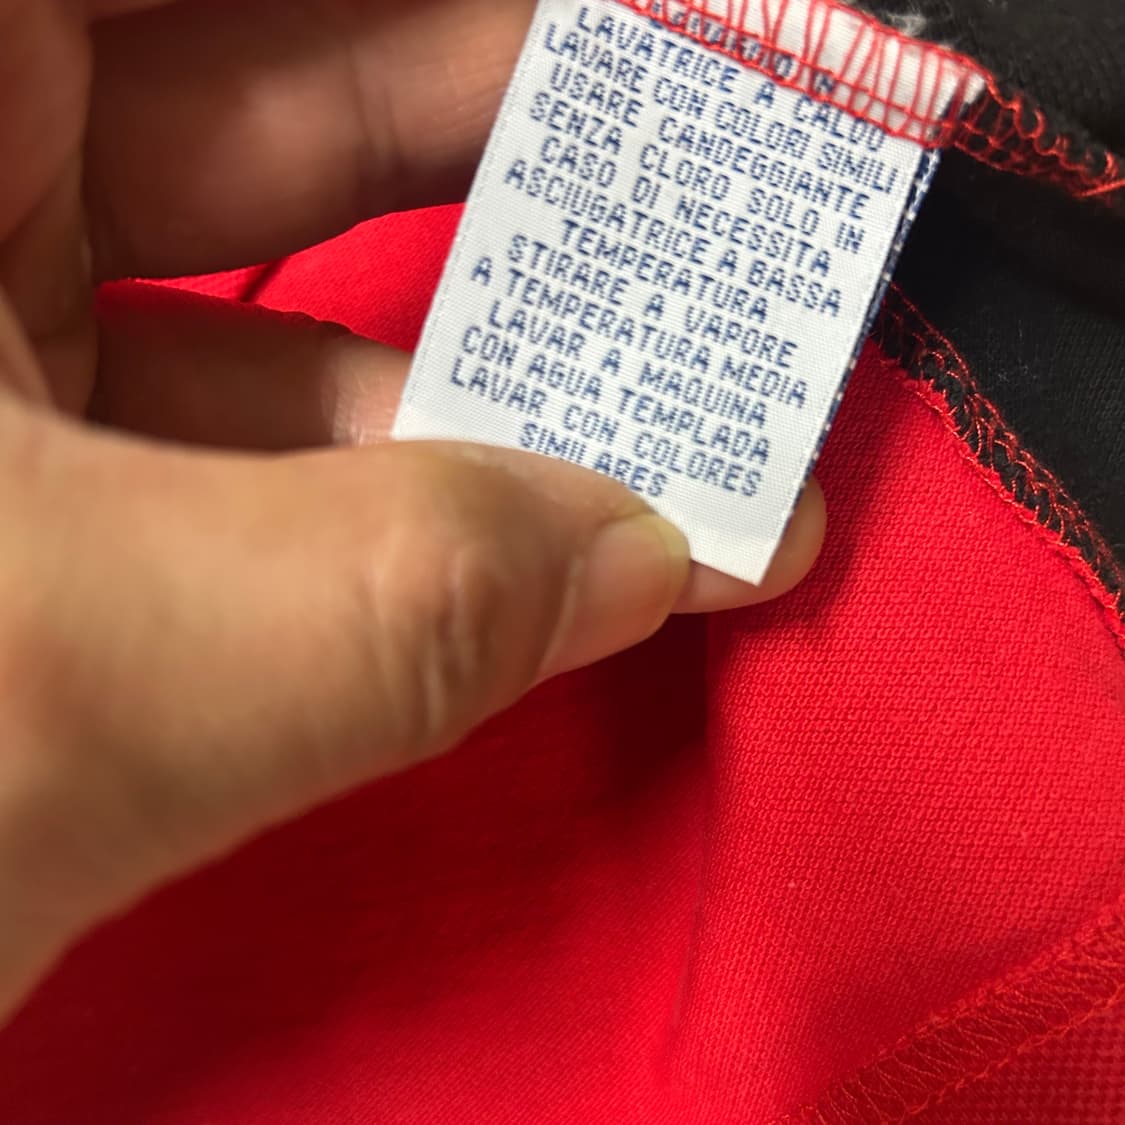 LAVATRICE A CALDO
LAVARE CON COLORI SIMILI
USARE CANDEGGIANTE
SENZA CLORO SOLO IN
CASO DI NECESSITA
ASCIUGATRICE A BASSA
TEMPERATURA
STIRARE A VAPORE
A TEMPERATURA MEDIA
LAVAR A MAQUINA
CON AGUA TEMPLADA
LAVAR CON COLORES
SIMILARES